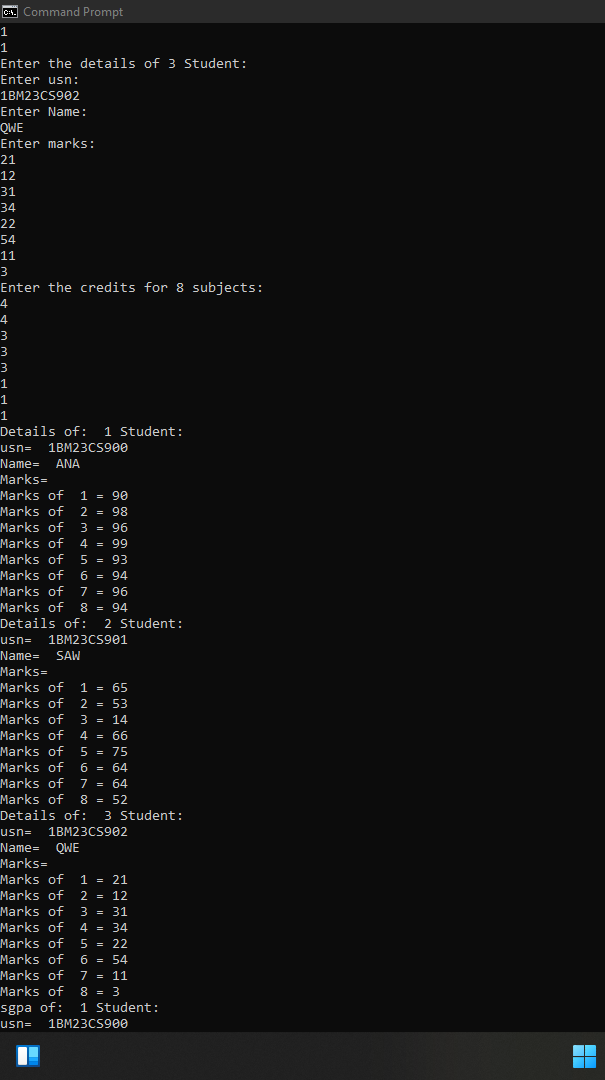 Command Prompt
1
1
Enter the details of 3 Student:
Enter usn:
1BM23CS902
Enter Name:
QWE
Enter marks:
21
12
31
34
22
54
11
3
Enter the credits for 8 subjects:
4
4
3
3
3
1
1
1
Details of:  1 Student:
usn=  1BM23CS900
Name=  ANA
Marks=
Marks of  1 = 90
Marks of  2 = 98
Marks of  3 = 96
Marks of  4 = 99
Marks of  5 = 93
Marks of  6 = 94
Marks of  7 = 96
Marks of  8 = 94
Details of:  2 Student:
usn=  1BM23CS901
Name=  SAW
Marks=
Marks of  1 = 65
Marks of  2 = 53
Marks of  3 = 14
Marks of  4 = 66
Marks of  5 = 75
Marks of  6 = 64
Marks of  7 = 64
Marks of  8 = 52
Details of:  3 Student:
usn=  1BM23CS902
Name=  QWE
Marks=
Marks of  1 = 21
Marks of  2 = 12
Marks of  3 = 31
Marks of  4 = 34
Marks of  5 = 22
Marks of  6 = 54
Marks of  7 = 11
Marks of  8 = 3
sgpa of:  1 Student:
usn=  1BM23CS900